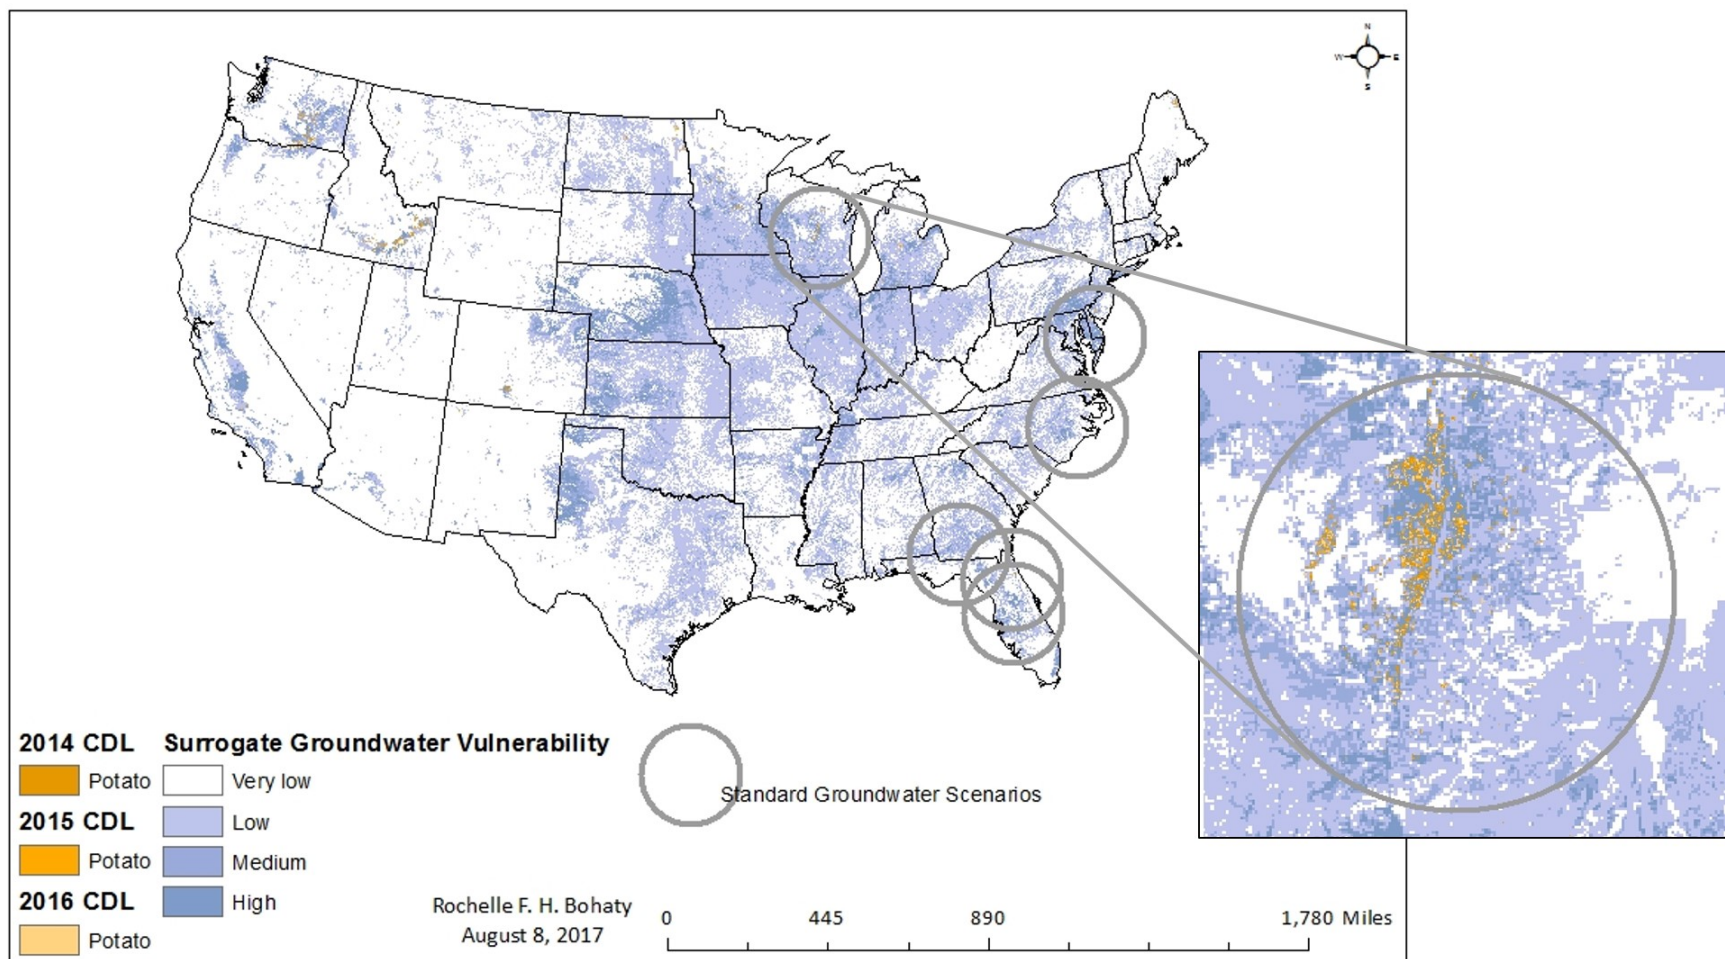 N
W
E
S
2014 CDL
Potato
2015 CDL
Potato
2016 CDL
Potato
Surrogate Groundwater Vulnerability
Very low
Low
Medium
High
Standard Groundwater Scenarios
Rochelle F. H. Bohaty
August 8, 2017
0 445 890 1,780 Miles